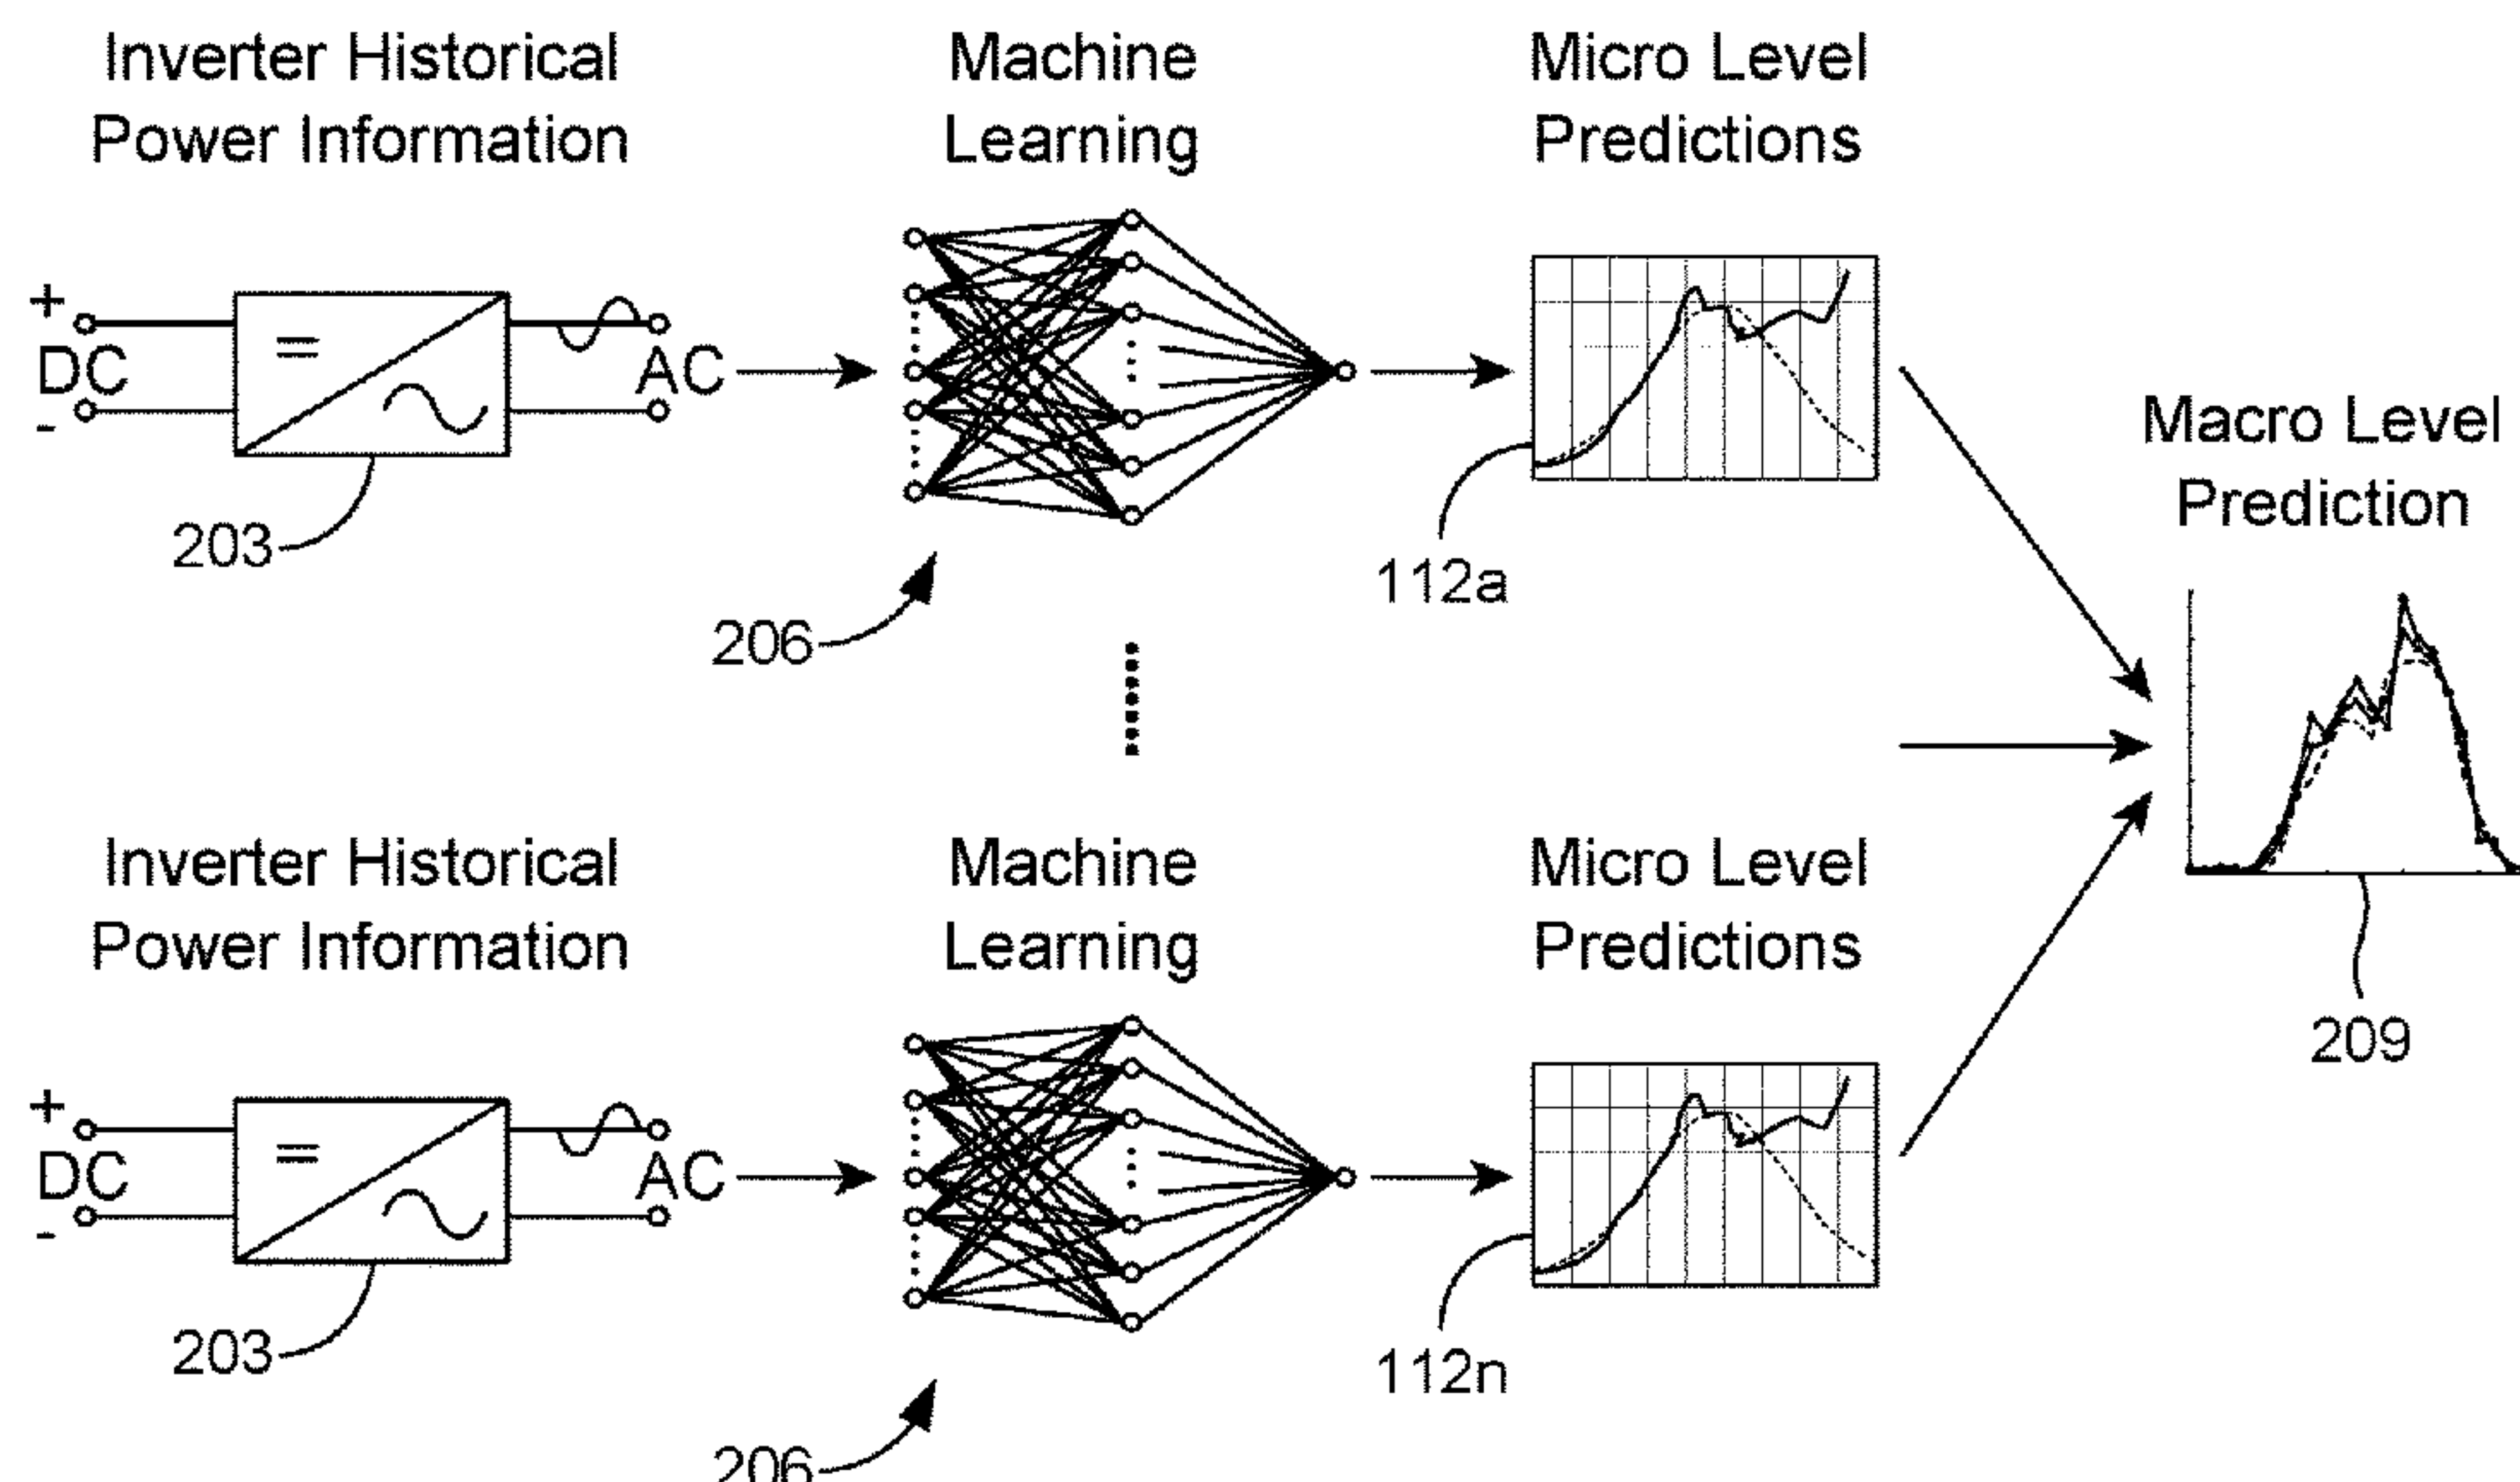 Inverter Historical
Power Information
Machine
Learning
Micro Level
Predictions
+
DC
-
AC
203
206
112a
Macro Level
Prediction
209
Inverter Historical
Power Information
Machine
Learning
Micro Level
Predictions
+
DC
-
AC
203
206
112n